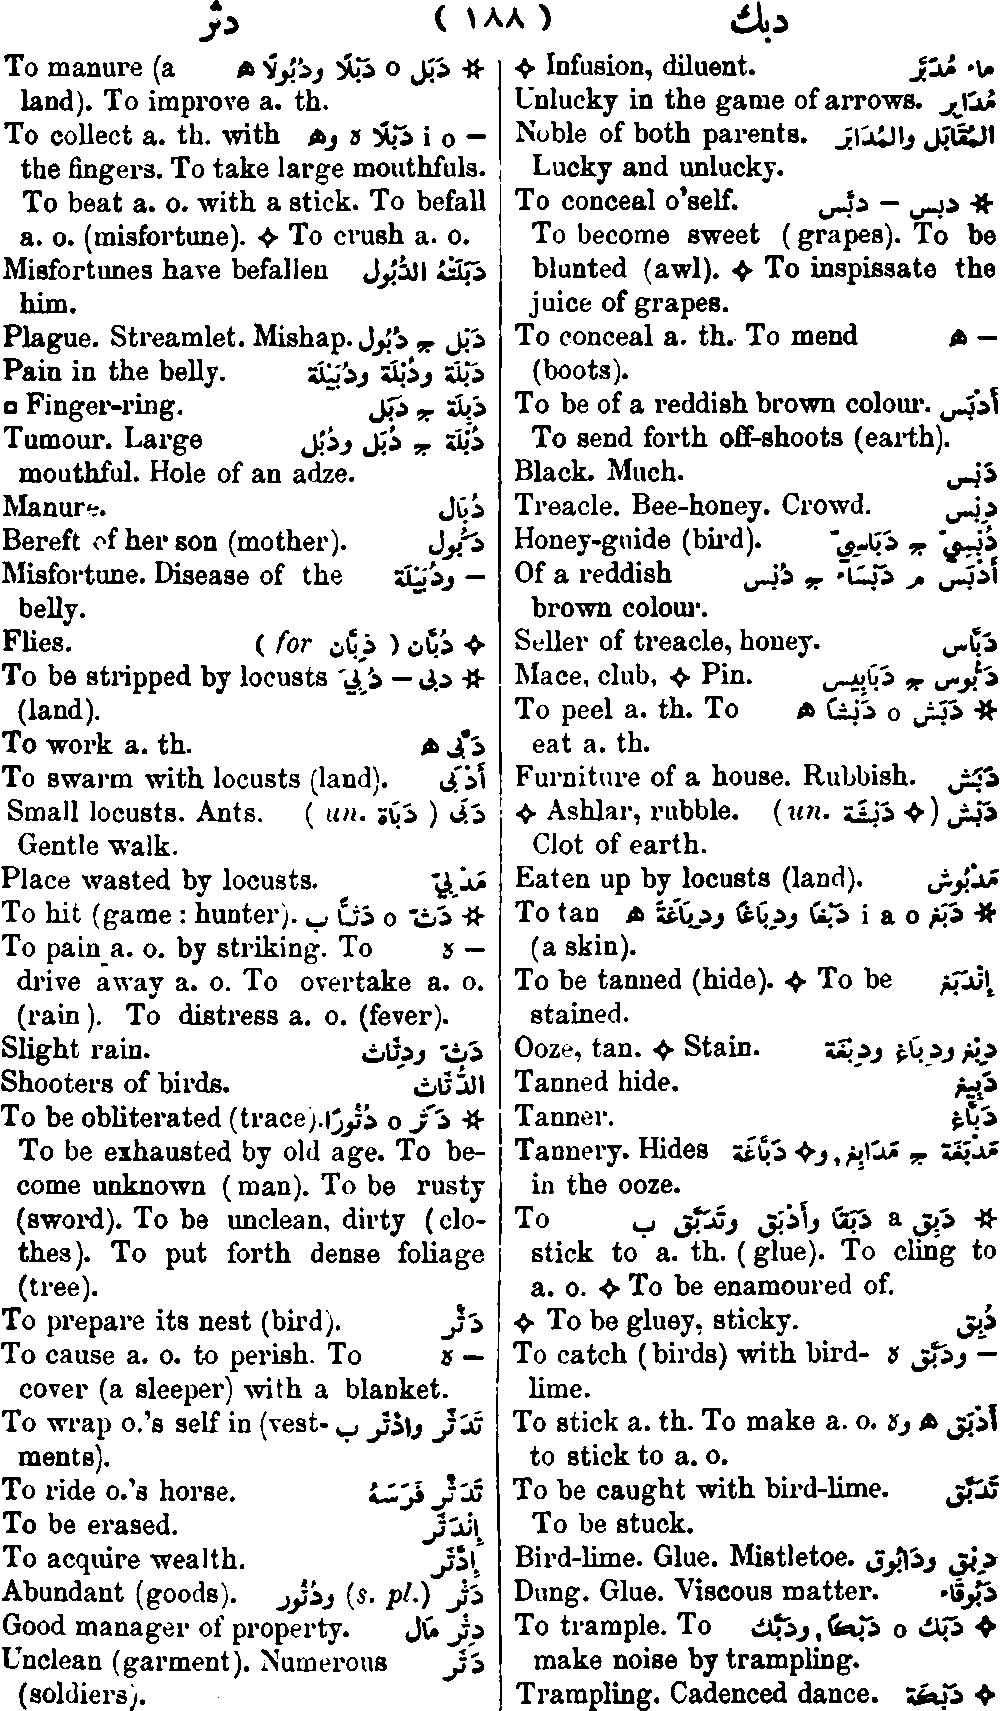 دبك ( ١٨٨ ) دثر
✧ Infusion, diluent. ماء مُدَبَّر
Unlucky in the game of arrows. مُدَابِر
Noble of both parents. المُقَابَل والمُدَابَر
Lucky and unlucky.
To conceal o'self. ✲ دبس – دبَّس
To become sweet (grapes). To be
blunted (awl). ✧ To inspissate the
juice of grapes.
To conceal a. th. To mend – ه
(boots).
To be of a reddish brown colour. أَدْبَس
To send forth off-shoots (earth).
Black. Much. دَبْس
Treacle. Bee-honey. Crowd. دِبْس
Honey-guide (bird). دُبْسِيّ ج دَبَاسِيّ
Of a reddish أَدْبَس م دَبْسَاء ج دُبْس
brown colour.
Seller of treacle, honey. دَبَّاس
Mace, club, ✧ Pin. دَبُّوس ج دَبَابِيس
To peel a. th. To ✲ دَبَش o دَبْشًا ه
eat a. th.
Furniture of a house. Rubbish. دَبَش
✧ Ashlar, rubble. (un. دَبْشَة ✧) دَبْش
Clot of earth.
Eaten up by locusts (land). مَدْبُوش
To tan ✲ دَبَغ i a o دَبْغًا ودِبَاغًا ودِبَاغَةً ه
(a skin).
To be tanned (hide). ✧ To be إِنْدَبَغ
stained.
Ooze, tan. ✧ Stain. دِبْغ ودِبَاغ ودِبْغَة
Tanned hide. دَبِيغ
Tanner. دَبَّاغ
Tannery. Hides مَدْبَغَة ج مَدَابِغ, و✧ دَبَّاغَة
in the ooze.
To ✲ دَبِق a دَبَقًا وأَدْبَق وتَدَبَّق ب
stick to a. th. (glue). To cling to
a. o. ✧ To be enamoured of.
✧ To be gluey, sticky. دَبِق
To catch (birds) with bird- – ودَبَّق ۃ
lime.
To stick a. th. To make a. o. أَدْبَق ه وۃ
to stick to a. o.
To be caught with bird-lime. تَدَبَّق
To be stuck.
Bird-lime. Glue. Mistletoe. دِبْق ودَابُوق
Dung. Glue. Viscous matter. دَبُوقَاء
To trample. To ✧ دَبَك o دَبْكًا, ودَبَّك
make noise by trampling.
Trampling. Cadenced dance. ✧ دَبْكَة
To manure (a ✲ دَبَل o دَبْلًا ودُبُولًا ه
land). To improve a. th.
To collect a. th. with – i o دَبْلًا ۃ وه
the fingers. To take large mouthfuls.
To beat a. o. with a stick. To befall
a. o. (misfortune). ✧ To crush a. o.
Misfortunes have befallen دَبَلَتْهُ الدُّبُول
him.
Plague. Streamlet. Mishap. دَبْل ج دُبُول
Pain in the belly. دَبْلَة ودُبْلَة ودُبَيْلَة
▫ Finger-ring. دِبْلَة ج دِبَل
Tumour. Large دُبْلَة ج دُبَل ودُبْل
mouthful. Hole of an adze.
Manure. دُبَال
Bereft of her son (mother). دَبُول
Misfortune. Disease of the – ودُبَيْلَة
belly.
Flies. ( for ذِبَّان ) دُبَّان ✧
To be stripped by locusts ✲ دبى – دُبِيَ
(land).
To work a. th. دَبَّى ه
To swarm with locusts (land). أَدْبَى
Small locusts. Ants. ( un. دَبَاة ) دَبَى
Gentle walk.
Place wasted by locusts. مَدْبِيّ
To hit (game : hunter). ✲ دَثّ o دَثًّا ب
To pain a. o. by striking. To – ۃ
drive away a. o. To overtake a. o.
(rain). To distress a. o. (fever).
Slight rain. دَثّ ودِثَاث
Shooters of birds. الدُّثَّاث
To be obliterated (trace). ✲ دَثَر o دُثُورًا
To be exhausted by old age. To be-
come unknown (man). To be rusty
(sword). To be unclean, dirty (clo-
thes). To put forth dense foliage
(tree).
To prepare its nest (bird). دَثَّر
To cause a. o. to perish. To – ۃ
cover (a sleeper) with a blanket.
To wrap o.'s self in (vest- تَدَثَّر وادَّثَر ب
ments).
To ride o.'s horse. تَدَثَّر فَرَسَهُ
To be erased. إِنْدَثَر
To acquire wealth. إِدَّثَر
Abundant (goods). دَثْر (s. pl.) ودُثُور
Good manager of property. دِثْر مَال
Unclean (garment). Numerous دَثْر
(soldiers).